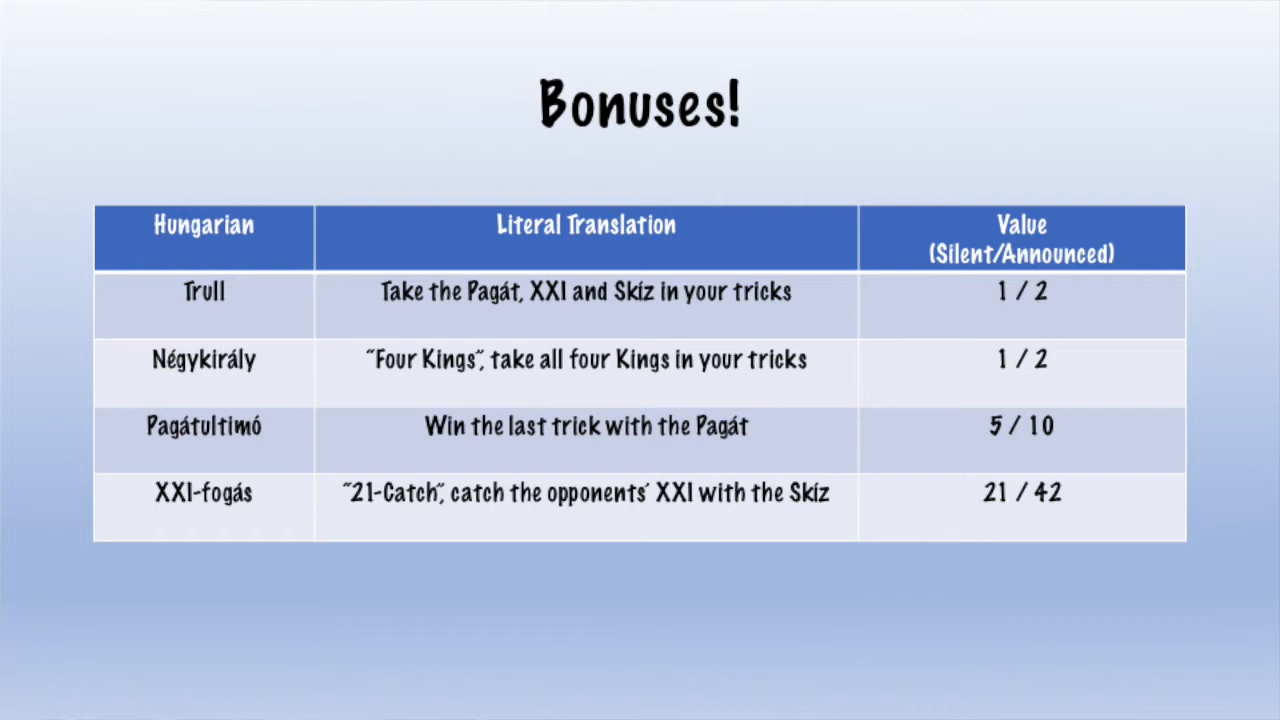 Bonuses!
Hungarian Literal Translation Value
(Silent/Announced)
Trull Take the Pagát, XXI and Skíz in your tricks 1 / 2
Négykirály "Four Kings", take all four Kings in your tricks 1 / 2
Pagátultimó Win the last trick with the Pagát 5 / 10
XXI-fogás "21-Catch", catch the opponents' XXI with the Skíz 21 / 42